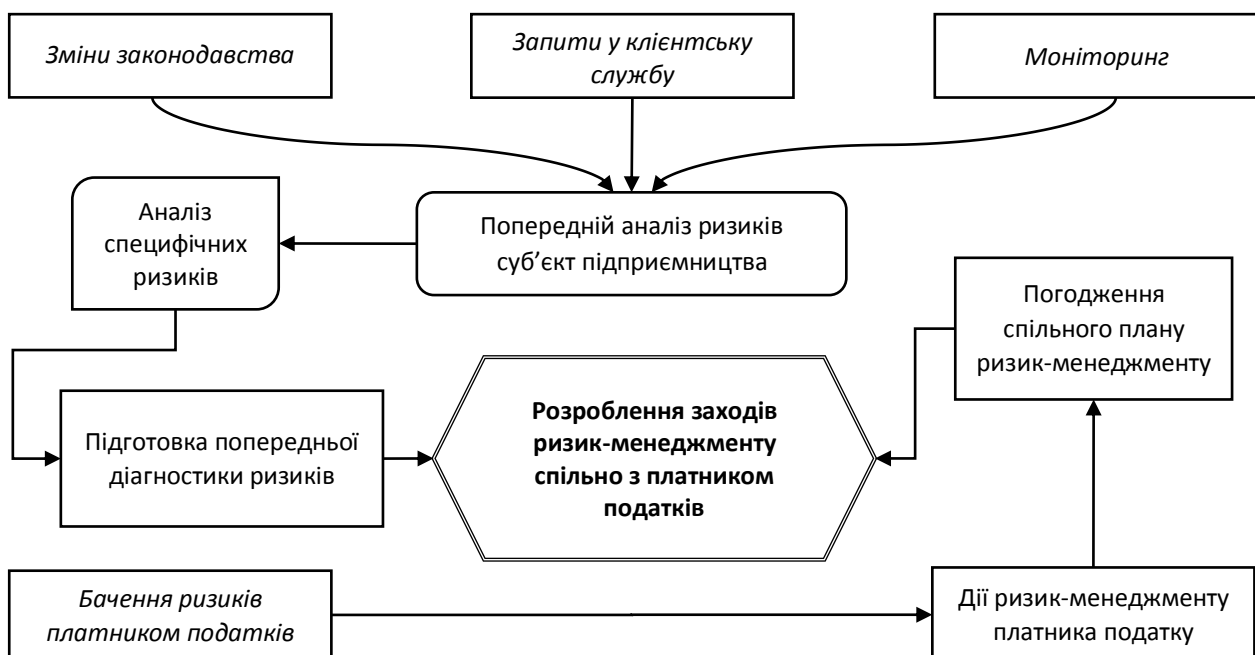 Зміни законодавства
Запити у клієнтську
службу
Моніторинг
Аналіз
специфічних
ризиків
Попередній аналіз ризиків
суб’єкт підприємництва
Погодження
спільного плану
ризик-менеджменту
Підготовка попередньої
діагностики ризиків
Розроблення заходів
ризик-менеджменту
спільно з платником
податків
Бачення ризиків
платником податків
Дії ризик-менеджменту
платника податку